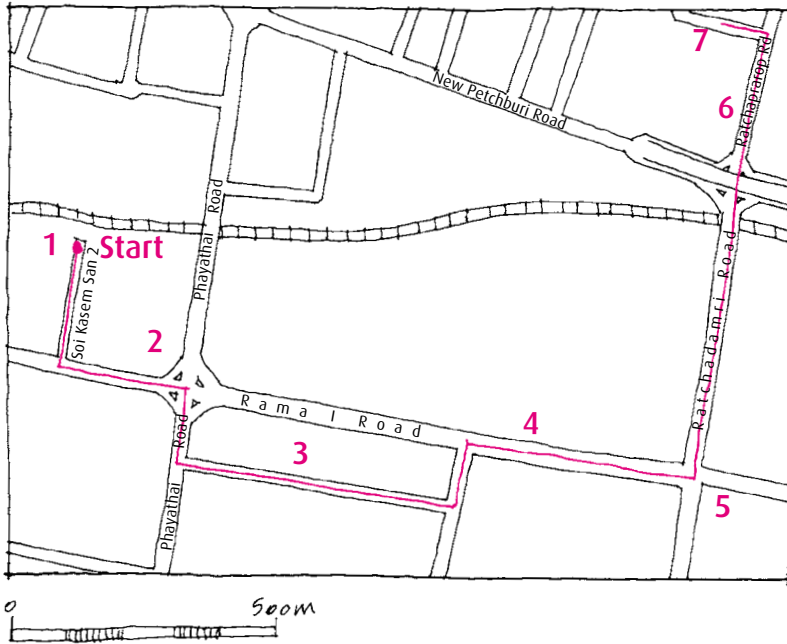 7
Ratchaprarop Rd
6
New Petchburi Road
Phayathai Road
1 Start
Soi Kasem San 2
Ratchadamri Road
2
Rama I Road
4
3
Phayathai Road
5
0 500m